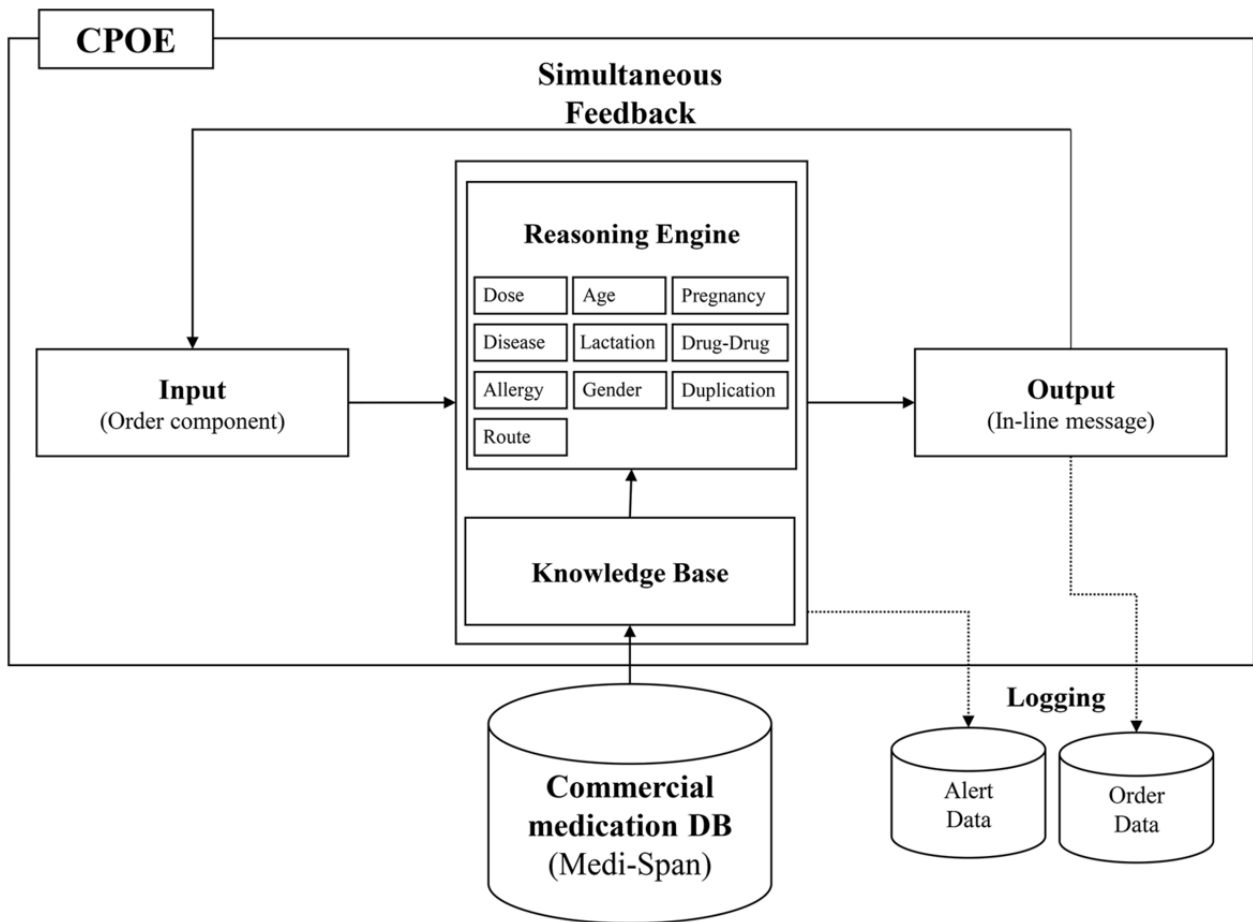 CPOE
Simultaneous
Feedback
Reasoning Engine
Dose
Age
Pregnancy
Disease
Lactation
Drug-Drug
Allergy
Gender
Duplication
Route
Input
(Order component)
Output
(In-line message)
Knowledge Base
Logging
Commercial
medication DB
(Medi-Span)
Alert
Data
Order
Data